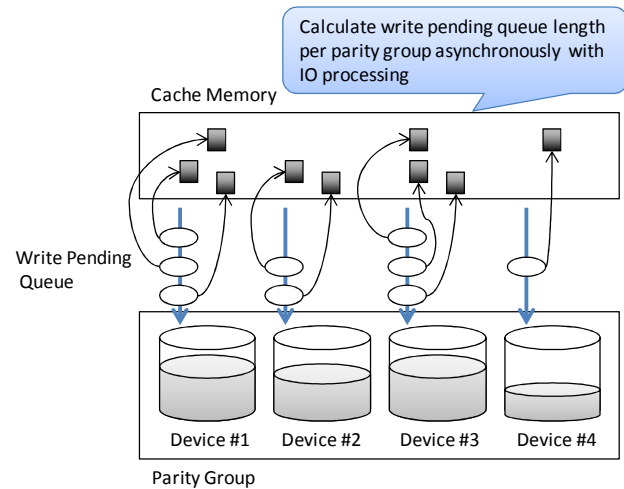 Calculate write pending queue length
per parity group asynchronously with
IO processing
Cache Memory
Write Pending
Queue
Device #1
Device #2
Device #3
Device #4
Parity Group